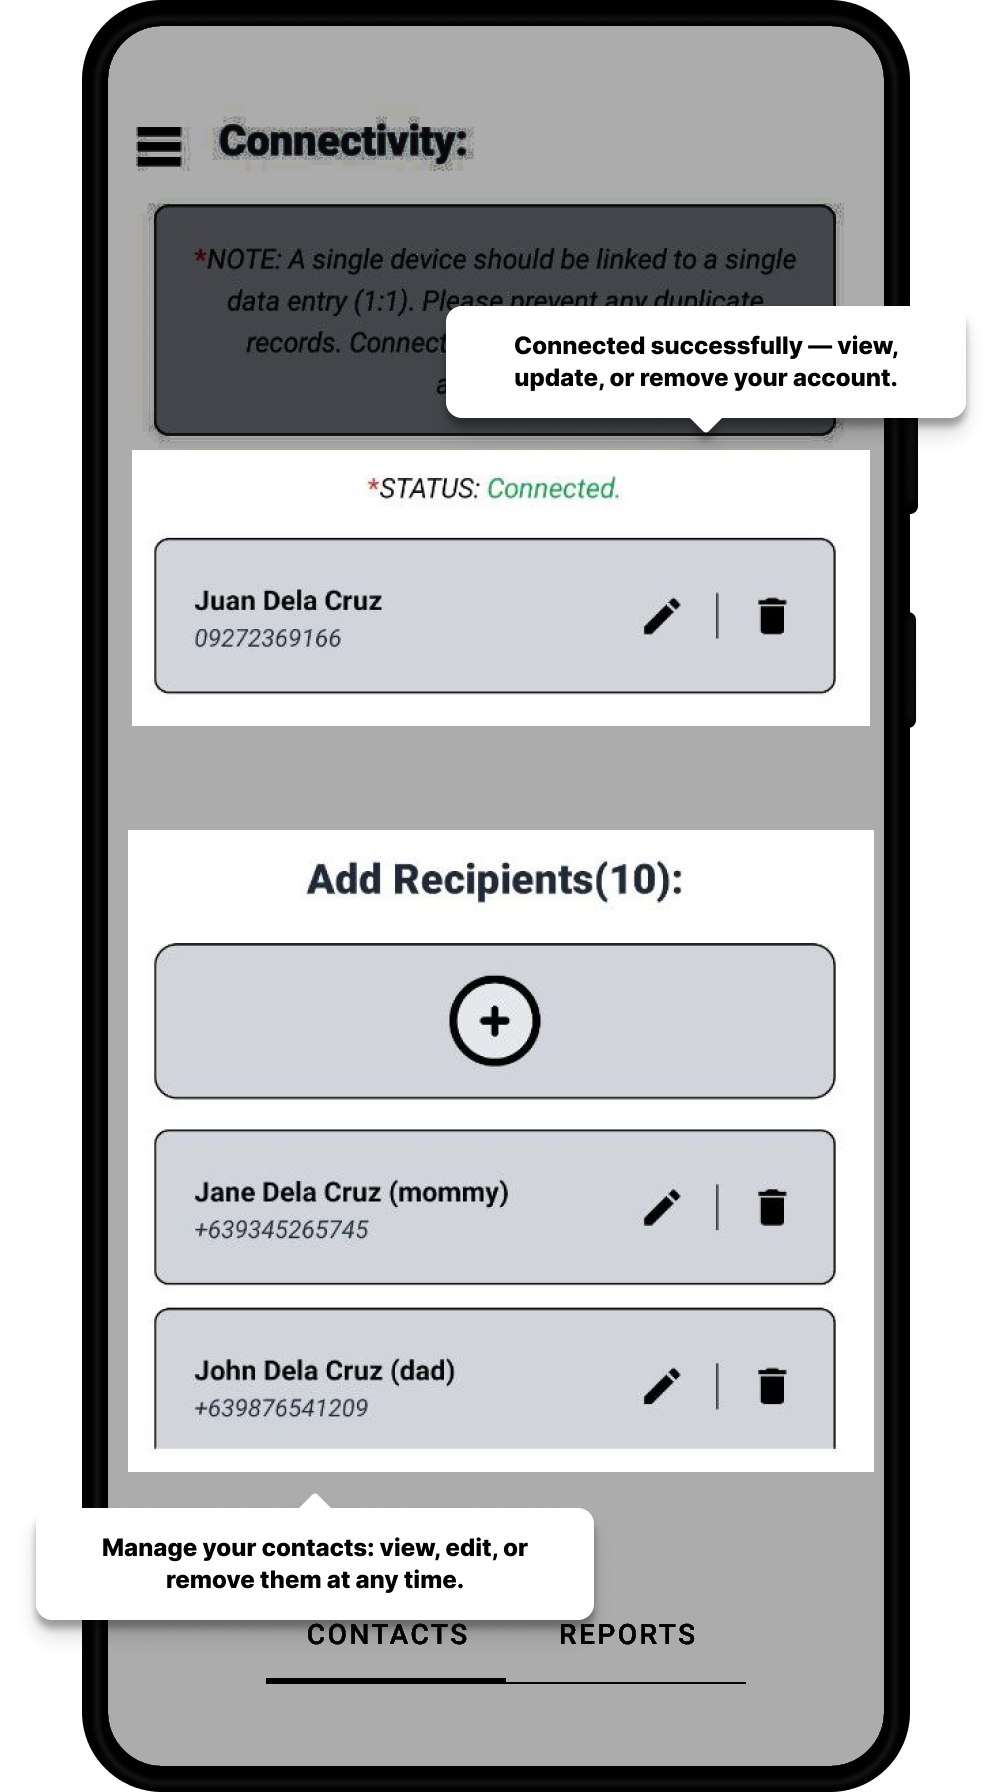 Connectivity:
*NOTE: A single device should be linked to a single
data entry (1:1). Please prevent any duplicate
records. Connect
Connected successfully — view,
update, or remove your account.
*STATUS: Connected.
Juan Dela Cruz
09272369166
Add Recipients(10):
Jane Dela Cruz (mommy)
+639345265745
John Dela Cruz (dad)
+639876541209
Manage your contacts: view, edit, or
remove them at any time.
CONTACTS
REPORTS